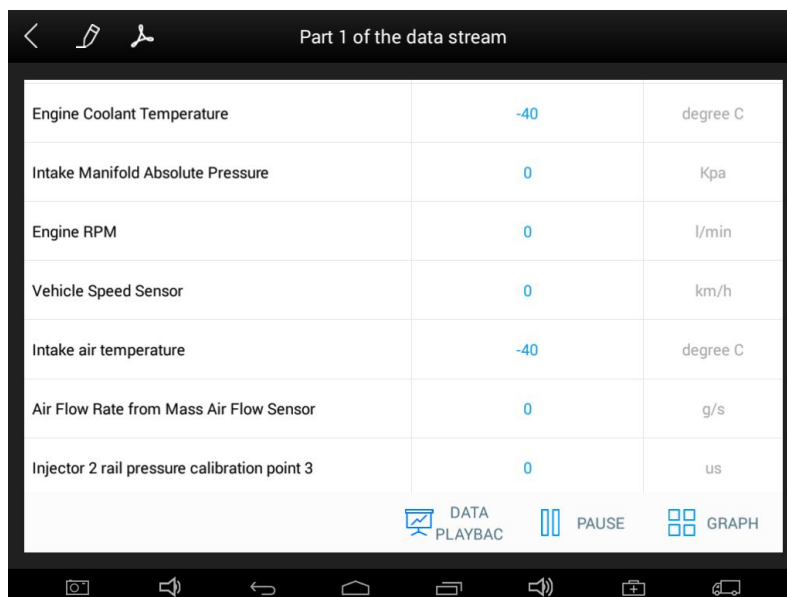 Part 1 of the data stream
Engine Coolant Temperature -40 degree C
Intake Manifold Absolute Pressure 0 Kpa
Engine RPM 0 l/min
Vehicle Speed Sensor 0 km/h
Intake air temperature -40 degree C
Air Flow Rate from Mass Air Flow Sensor 0 g/s
Injector 2 rail pressure calibration point 3 0 us
DATA
PLAYBAC PAUSE GRAPH